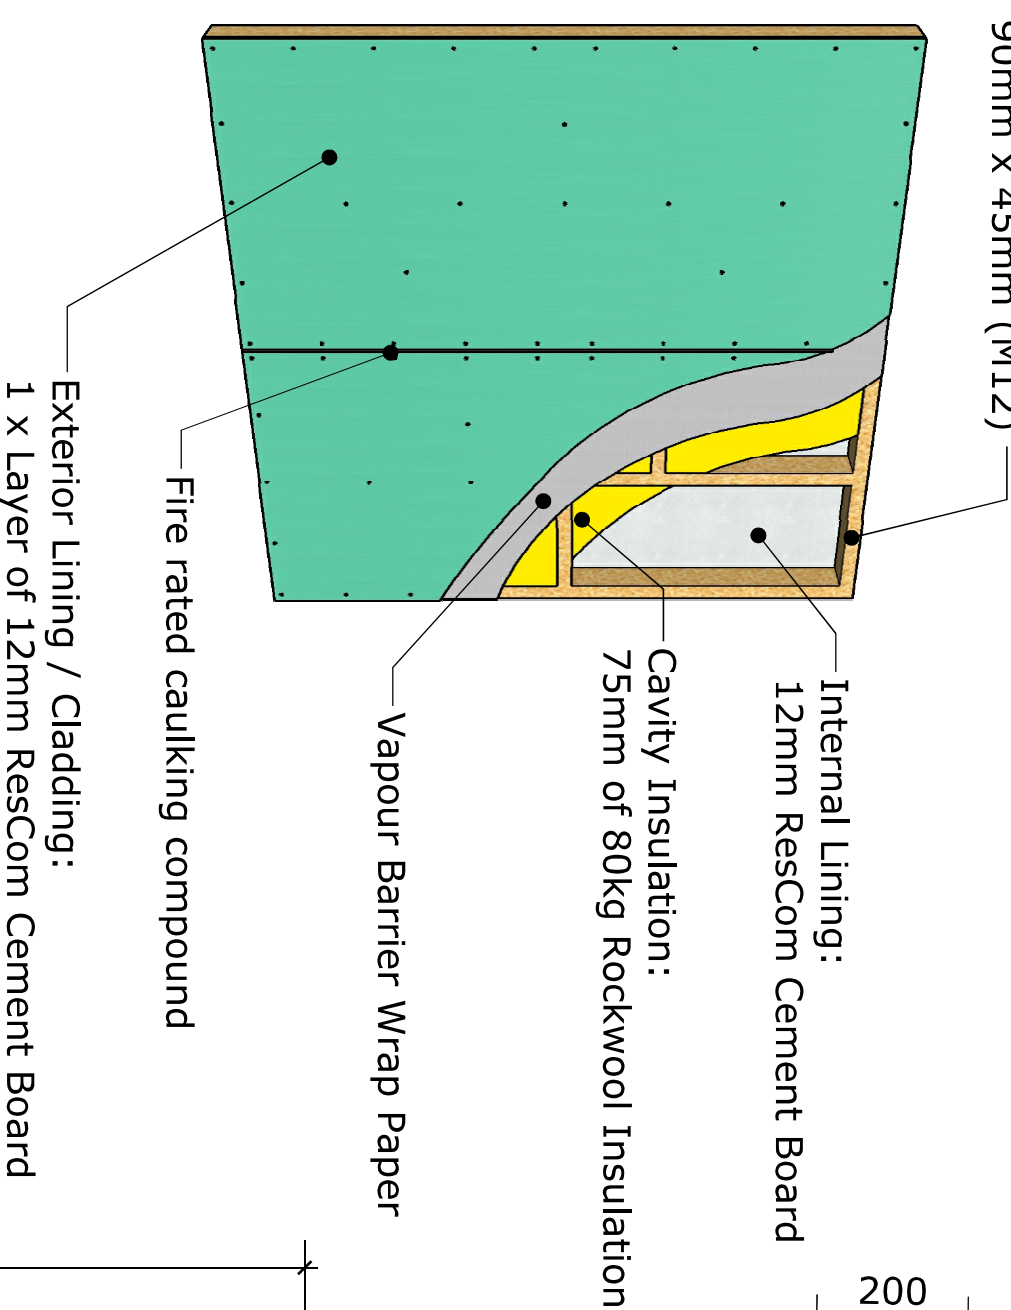 90mm x 45mm (M12)
Internal Lining:
12mm ResCom Cement Board
Cavity Insulation:
75mm of 80kg Rockwool Insulation
Vapour Barrier Wrap Paper
Fire rated caulking compound
Exterior Lining / Cladding:
1 x Layer of 12mm ResCom Cement Board
200